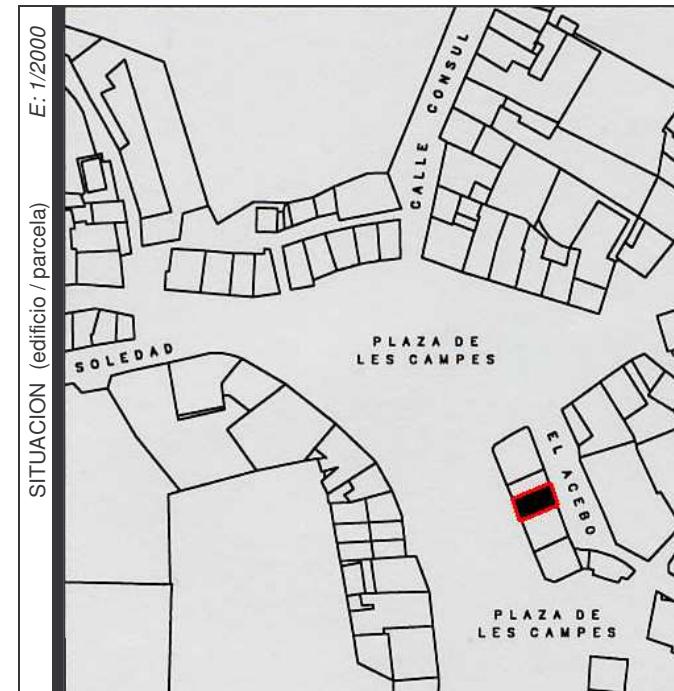 SITUACION (edificio / parcela) E: 1/2000
CALLE CONSUL
PLAZA DE
LES CAMPES
SOLEDAD
EL ACEBO
PLAZA DE
LES CAMPES